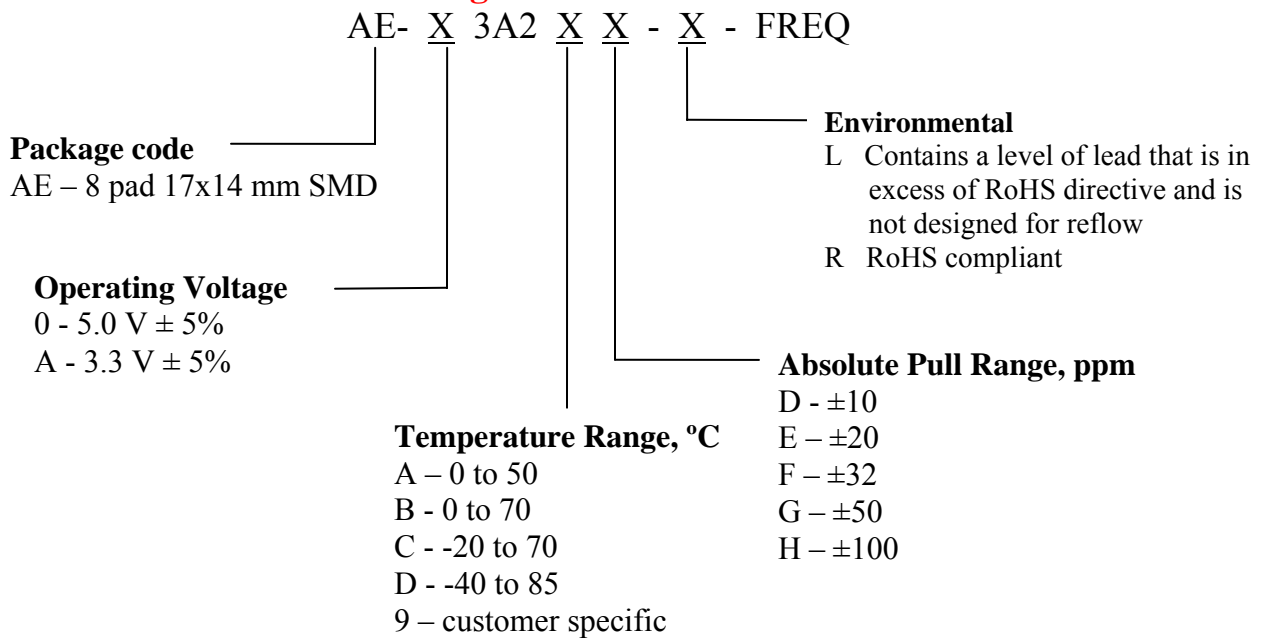 AE- X 3A2 X X - X - FREQ
Package code
AE – 8 pad 17x14 mm SMD
Operating Voltage
0 - 5.0 V ± 5%
A - 3.3 V ± 5%
Temperature Range, ºC
A – 0 to 50
B - 0 to 70
C - -20 to 70
D - -40 to 85
9 – customer specific
Absolute Pull Range, ppm
D - ±10
E – ±20
F – ±32
G – ±50
H – ±100
Environmental
L Contains a level of lead that is in
excess of RoHS directive and is
not designed for reflow
R RoHS compliant